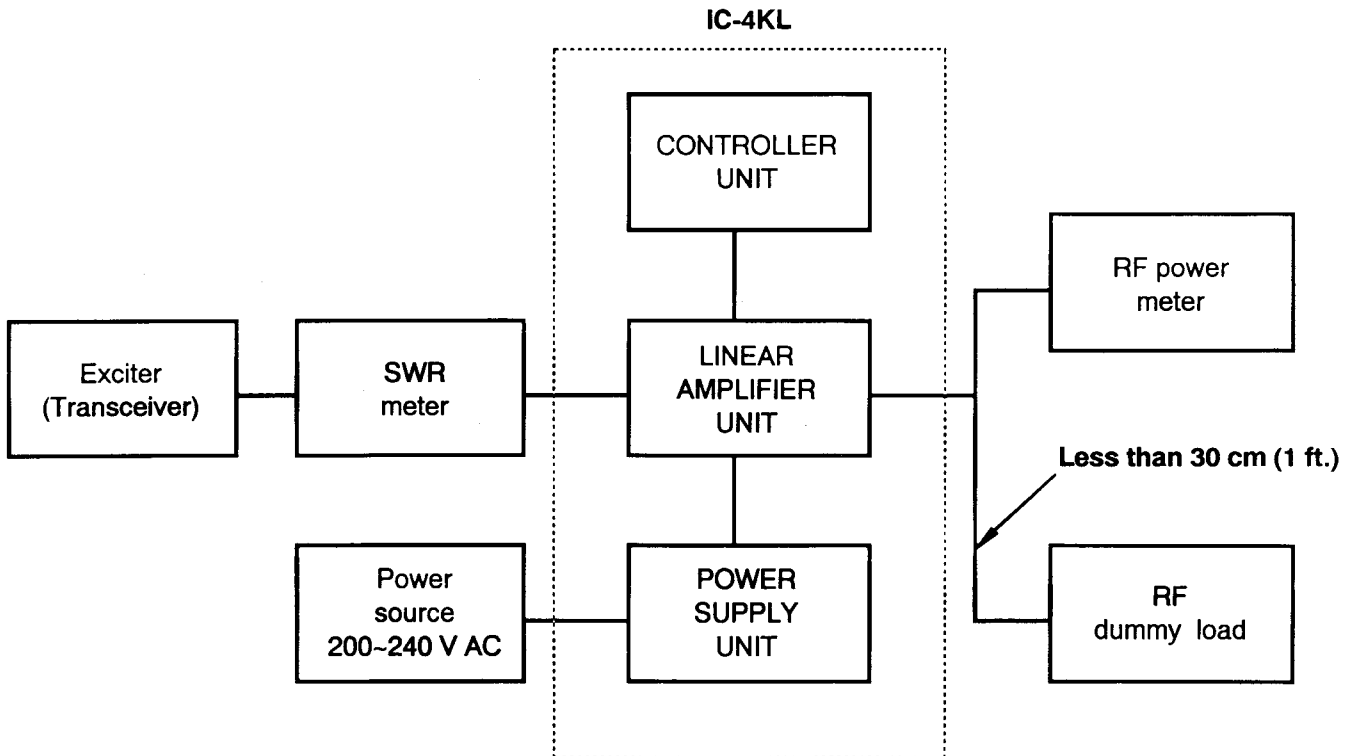 IC-4KL
CONTROLLER
UNIT
RF power
meter
Exciter
(Transceiver)
SWR
meter
LINEAR
AMPLIFIER
UNIT
Less than 30 cm (1 ft.)
Power
source
200~240 V AC
POWER
SUPPLY
UNIT
RF
dummy load